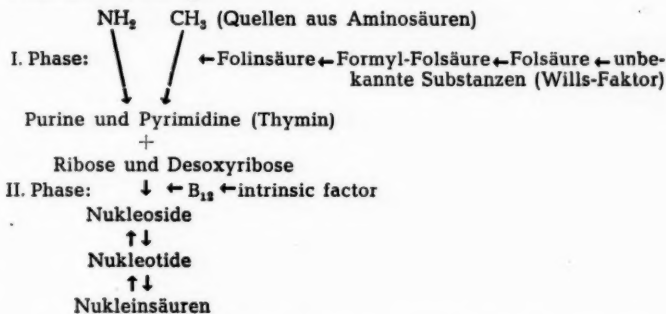 NH₂ CH₃ (Quellen aus Aminosäuren)
I. Phase: ←Folinsäure←Formyl-Folsäure←Folsäure←unbe-
kannte Substanzen (Wills-Faktor)
Purine und Pyrimidine (Thymin)
+
Ribose und Desoxyribose
II. Phase: ↓ ←B₁₂←intrinsic factor
Nukleoside
↑↓
Nukleotide
↑↓
Nukleinsäuren